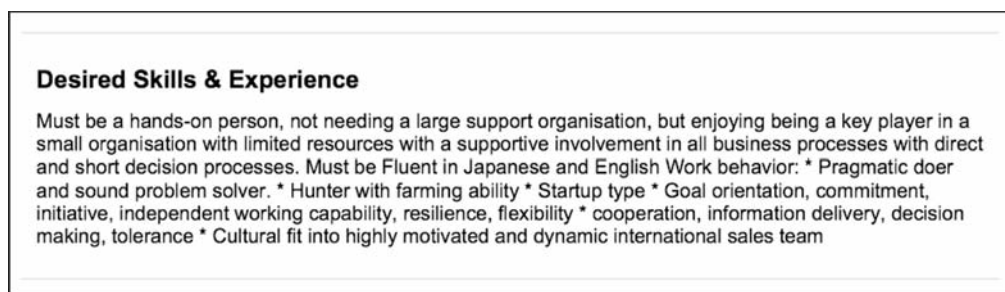 Desired Skills & Experience
Must be a hands-on person, not needing a large support organisation, but enjoying being a key player in a
small organisation with limited resources with a supportive involvement in all business processes with direct
and short decision processes. Must be Fluent in Japanese and English Work behavior: * Pragmatic doer
and sound problem solver. * Hunter with farming ability * Startup type * Goal orientation, commitment,
initiative, independent working capability, resilience, flexibility * cooperation, information delivery, decision
making, tolerance * Cultural fit into highly motivated and dynamic international sales team